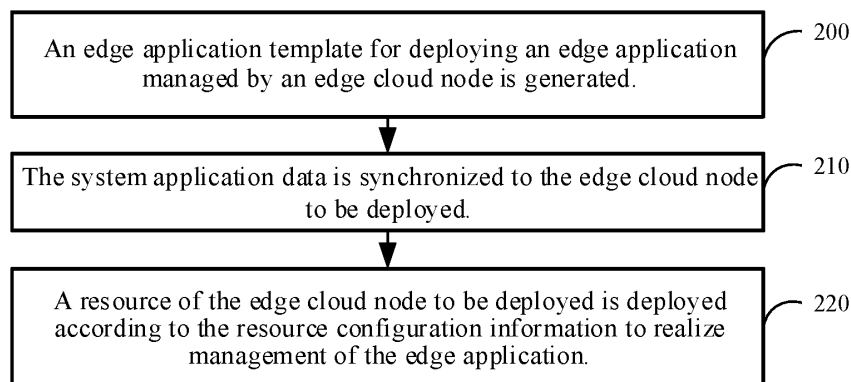 An edge application template for deploying an edge application
managed by an edge cloud node is generated.
200
The system application data is synchronized to the edge cloud node
to be deployed.
210
A resource of the edge cloud node to be deployed is deployed
according to the resource configuration information to realize
management of the edge application.
220